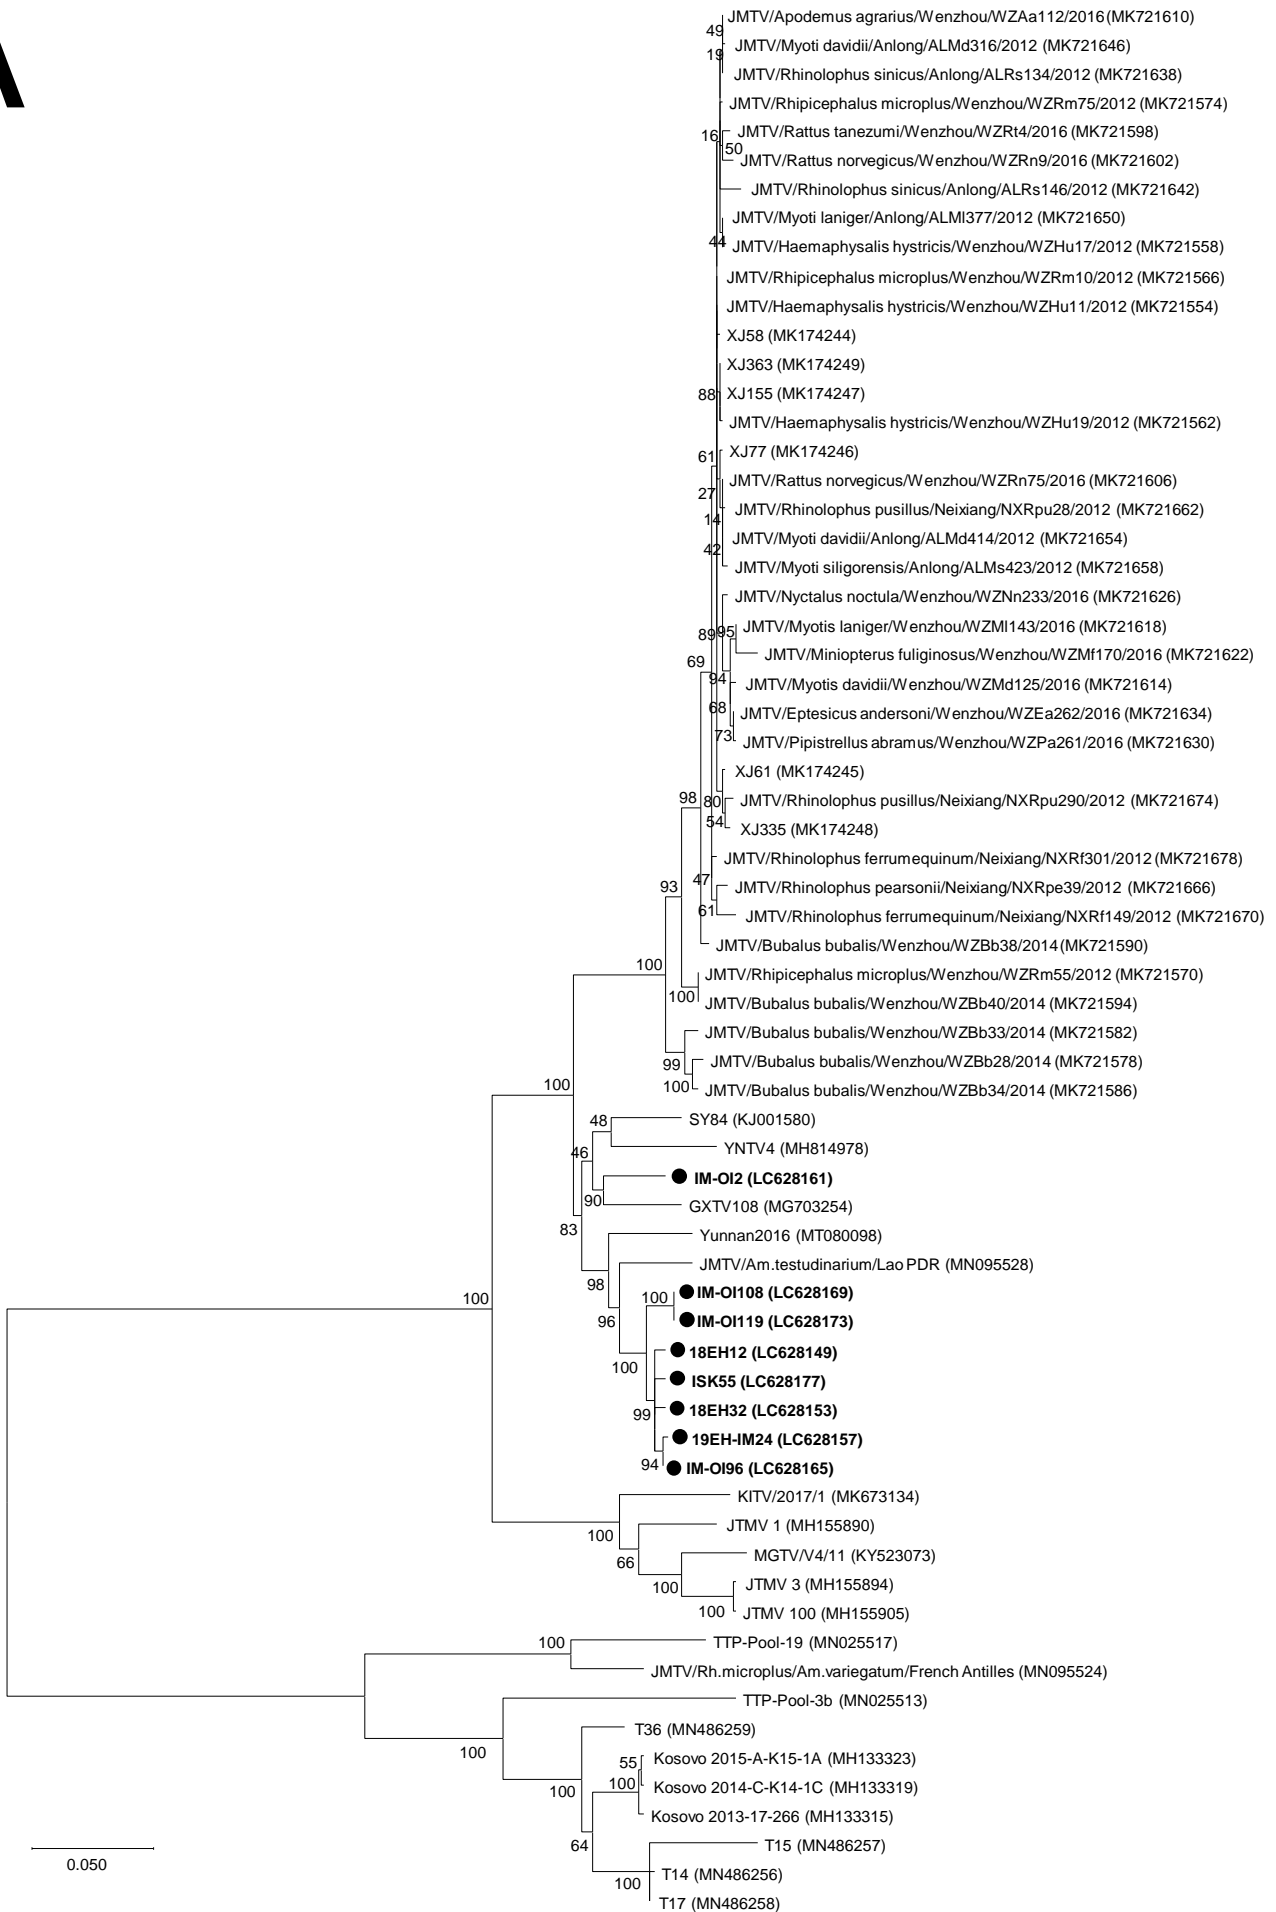 A
JMTV/Apodemus agrarius/Wenzhou/WZAa112/2016(MK721610)
49
JMTV/Myoti davidii/Anlong/ALMd316/2012 (MK721646)
19
JMTV/Rhinolophus sinicus/Anlong/ALRs134/2012 (MK721638)
JMTV/Rhipicephalus microplus/Wenzhou/WZRm75/2012 (MK721574)
16
JMTV/Rattus tanezumi/Wenzhou/WZRt4/2016 (MK721598)
50
JMTV/Rattus norvegicus/Wenzhou/WZRn9/2016 (MK721602)
JMTV/Rhinolophus sinicus/Anlong/ALRs146/2012 (MK721642)
JMTV/Myoti laniger/Anlong/ALMl377/2012 (MK721650)
44
JMTV/Haemaphysalis hystricis/Wenzhou/WZHu17/2012 (MK721558)
JMTV/Rhipicephalus microplus/Wenzhou/WZRm10/2012 (MK721566)
JMTV/Haemaphysalis hystricis/Wenzhou/WZHu11/2012 (MK721554)
XJ58 (MK174244)
XJ363 (MK174249)
88
XJ155 (MK174247)
JMTV/Haemaphysalis hystricis/Wenzhou/WZHu19/2012 (MK721562)
61
XJ77 (MK174246)
JMTV/Rattus norvegicus/Wenzhou/WZRn75/2016 (MK721606)
27
JMTV/Rhinolophus pusillus/Neixiang/NXRpu28/2012 (MK721662)
14
JMTV/Myoti davidii/Anlong/ALMd414/2012 (MK721654)
42
JMTV/Myoti siligorensis/Anlong/ALMs423/2012 (MK721658)
JMTV/Nyctalus noctula/Wenzhou/WZNn233/2016 (MK721626)
89
95
JMTV/Myotis laniger/Wenzhou/WZMl143/2016 (MK721618)
JMTV/Miniopterus fuliginosus/Wenzhou/WZMf170/2016 (MK721622)
69
94
JMTV/Myotis davidii/Wenzhou/WZMd125/2016 (MK721614)
68
JMTV/Eptesicus andersoni/Wenzhou/WZEa262/2016 (MK721634)
73
JMTV/Pipistrellus abramus/Wenzhou/WZPa261/2016 (MK721630)
XJ61 (MK174245)
98
80
JMTV/Rhinolophus pusillus/Neixiang/NXRpu290/2012 (MK721674)
54
XJ335 (MK174248)
JMTV/Rhinolophus ferrumequinum/Neixiang/NXRf301/2012 (MK721678)
93
47
JMTV/Rhinolophus pearsonii/Neixiang/NXRpe39/2012 (MK721666)
61
JMTV/Rhinolophus ferrumequinum/Neixiang/NXRf149/2012 (MK721670)
JMTV/Bubalus bubalis/Wenzhou/WZBb38/2014(MK721590)
100
JMTV/Rhipicephalus microplus/Wenzhou/WZRm55/2012 (MK721570)
100
JMTV/Bubalus bubalis/Wenzhou/WZBb40/2014 (MK721594)
JMTV/Bubalus bubalis/Wenzhou/WZBb33/2014 (MK721582)
99
JMTV/Bubalus bubalis/Wenzhou/WZBb28/2014 (MK721578)
100
100
JMTV/Bubalus bubalis/Wenzhou/WZBb34/2014 (MK721586)
48
SY84 (KJ001580)
46
YNTV4 (MH814978)
IM-OI2 (LC628161)
90
GXTV108 (MG703254)
83
Yunnan2016 (MT080098)
JMTV/Am.testudinarium/Lao PDR (MN095528)
98
100
100
IM-OI108 (LC628169)
96
IM-OI119 (LC628173)
18EH12 (LC628149)
100
ISK55 (LC628177)
18EH32 (LC628153)
99
19EH-IM24 (LC628157)
94
IM-OI96 (LC628165)
KITV/2017/1 (MK673134)
100
JTMV 1 (MH155890)
66
MGTV/V4/11 (KY523073)
100
JTMV 3 (MH155894)
100
JTMV 100 (MH155905)
100
TTP-Pool-19 (MN025517)
JMTV/Rh.microplus/Am.variegatum/French Antilles (MN095524)
TTP-Pool-3b (MN025513)
T36 (MN486259)
100
55
Kosovo 2015-A-K15-1A (MH133323)
100
100
Kosovo 2014-C-K14-1C (MH133319)
Kosovo 2013-17-266 (MH133315)
64
T15 (MN486257)
0.050
T14 (MN486256)
100
T17 (MN486258)